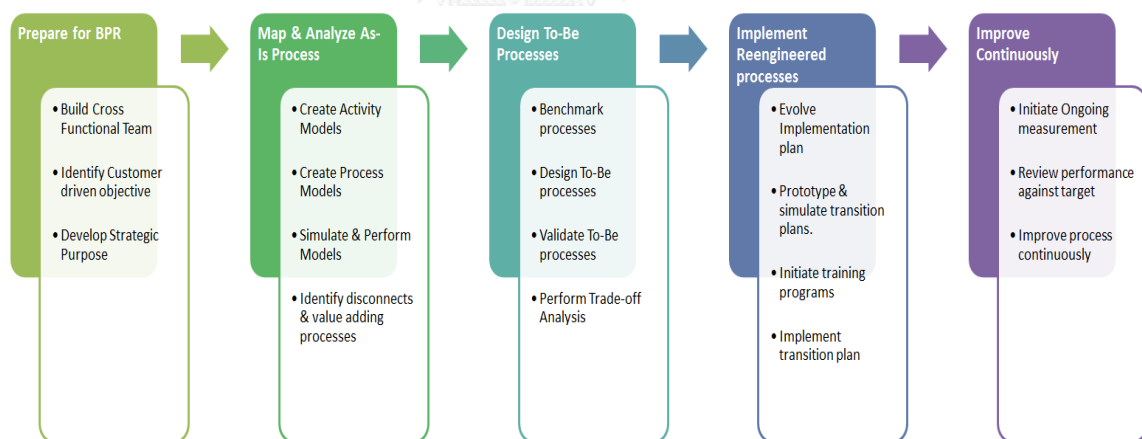 Prepare for BPR
• Build Cross
Functional Team
• Identify Customer
driven objective
• Develop Strategic
Purpose
Map & Analyze As-
Is Process
• Create Activity
Models
• Create Process
Models
• Simulate & Perform
Models
• Identify disconnects
& value adding
processes
Design To-Be
Processes
• Benchmark
processes
• Design To-Be
processes
• Validate To-Be
processes
• Perform Trade-off
Analysis
Implement
Reengineered
processes
• Evolve
Implementation
plan
• Prototype &
simulate transition
plans.
• Initiate training
programs
• Implement
transition plan
Improve
Continuously
• Initiate Ongoing
measurement
• Review performance
against target
• Improve process
continuously